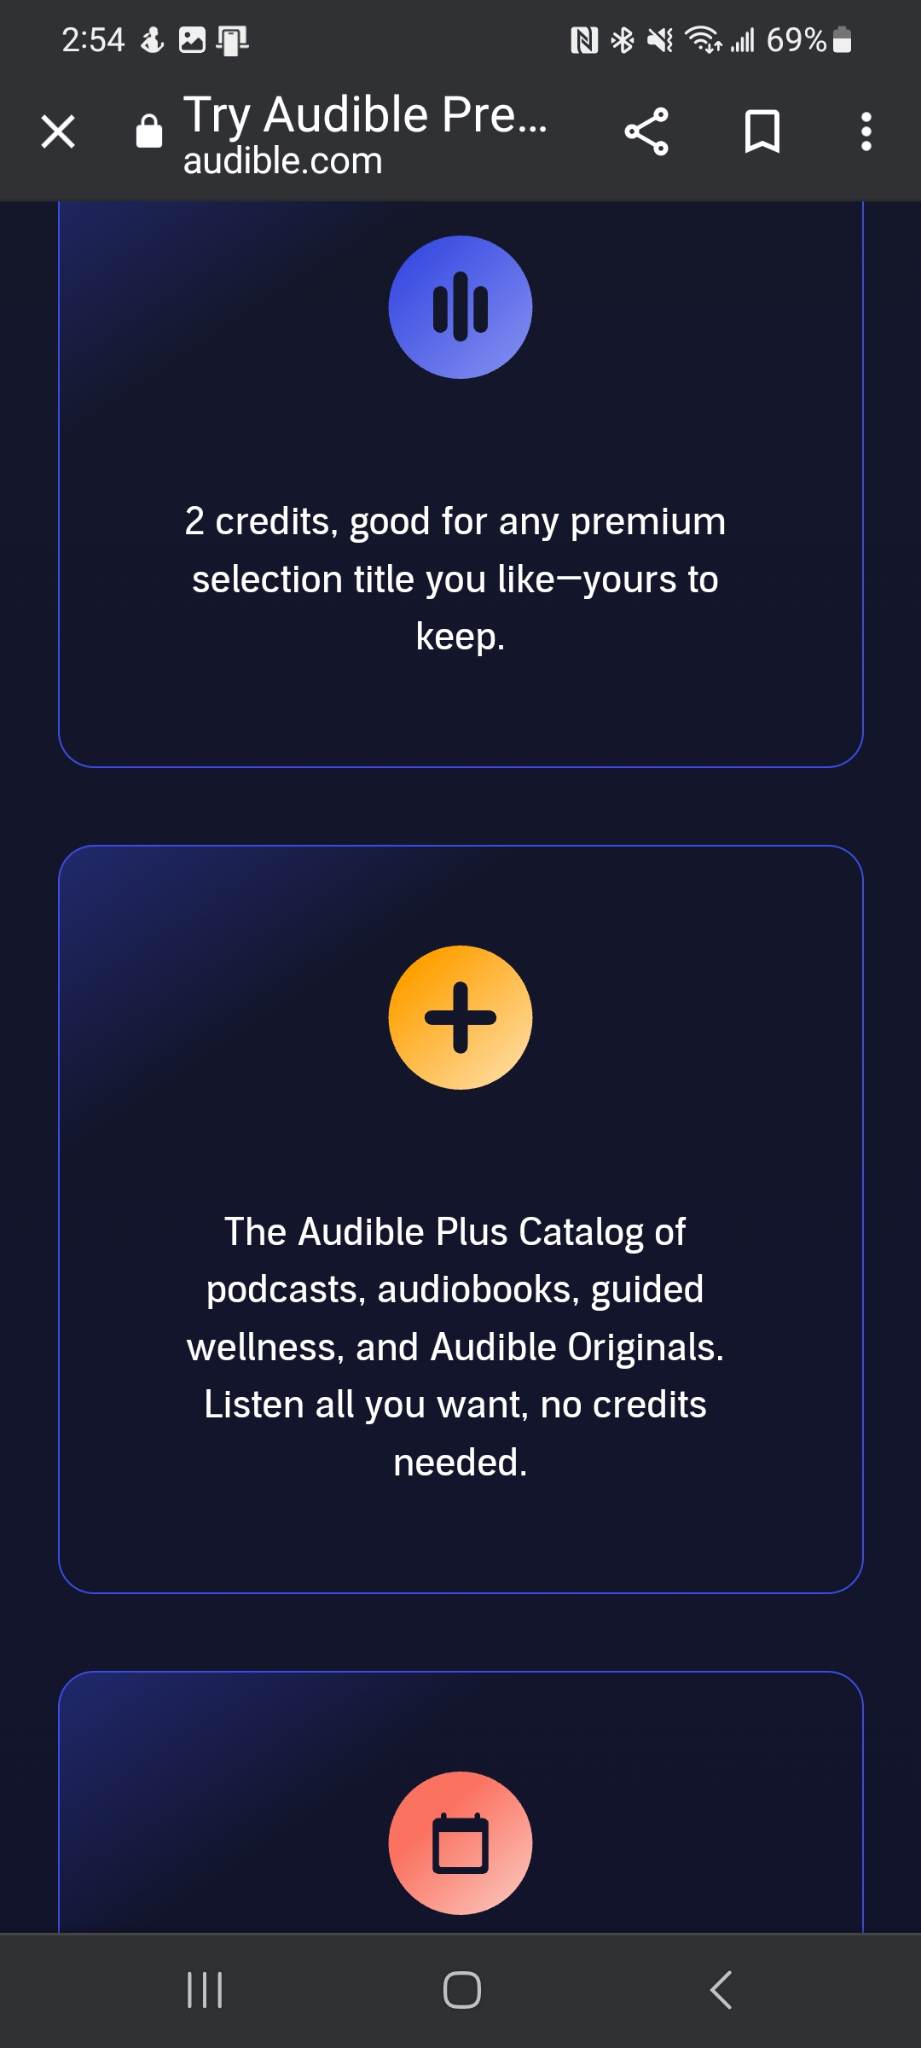 2:54
69%
Try Audible Pre...
audible.com
2 credits, good for any premium
selection title you like—yours to
keep.
The Audible Plus Catalog of
podcasts, audiobooks, guided
wellness, and Audible Originals.
Listen all you want, no credits
needed.